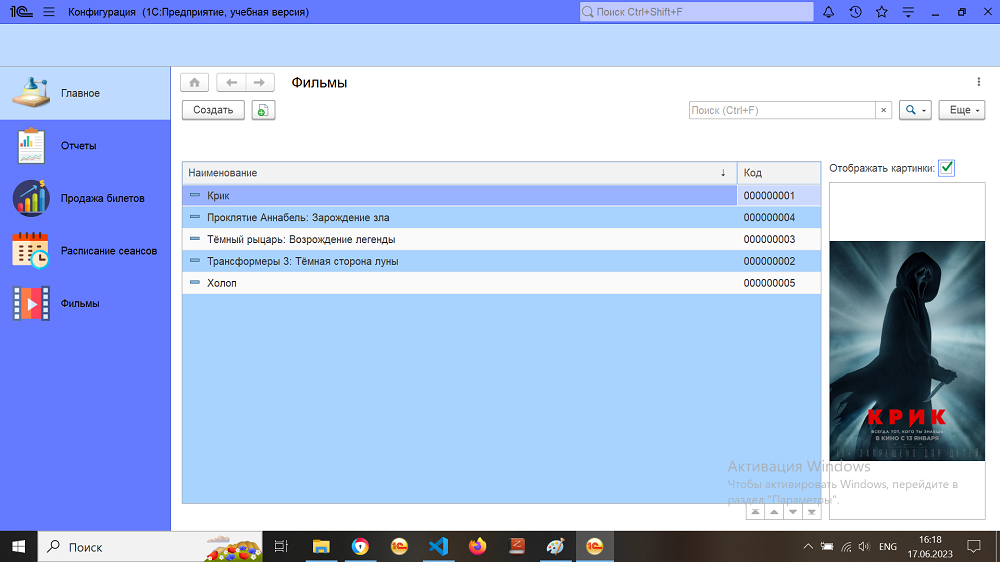 1С Конфигурация (1С:Предприятие, учебная версия)
Поиск Ctrl+Shift+F
Главное
Отчеты
Продажа билетов
Расписание сеансов
Фильмы
Фильмы
Создать
Поиск (Ctrl+F)
Еще
Наименование ↓ Код
Крик 000000001
Проклятие Аннабель: Зарождение зла 000000004
Тёмный рыцарь: Возрождение легенды 000000003
Трансформеры 3: Тёмная сторона луны 000000002
Холоп 000000005
Отображать картинки:
КРИК
ВСЕГДА ТОТ, КОГО ТЫ ЗНАЕШЬ
В КИНО С 13 ЯНВАРЯ
Активация Windows
Чтобы активировать Windows, перейдите в
раздел "Параметры".
Поиск
ENG
16:18
17.06.2023